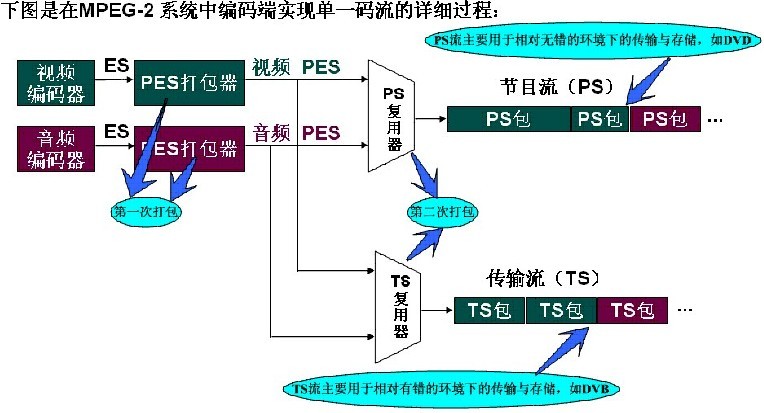 下图是在MPEG-2 系统中编码端实现单一码流的详细过程:
PS流主要用于相对无错的环境下的传输与存储，如DVD
视频
编码器
ES
PES打包器
视频 PES
PS
复
用
器
节目流（PS）
PS包
PS包
PS包
...
音频
编码器
ES
PES打包器
音频 PES
第一次打包
第二次打包
TS
复
用
器
传输流（TS）
TS包
TS包
TS包
...
TS流主要用于相对有错的环境下的传输与存储，如DVB